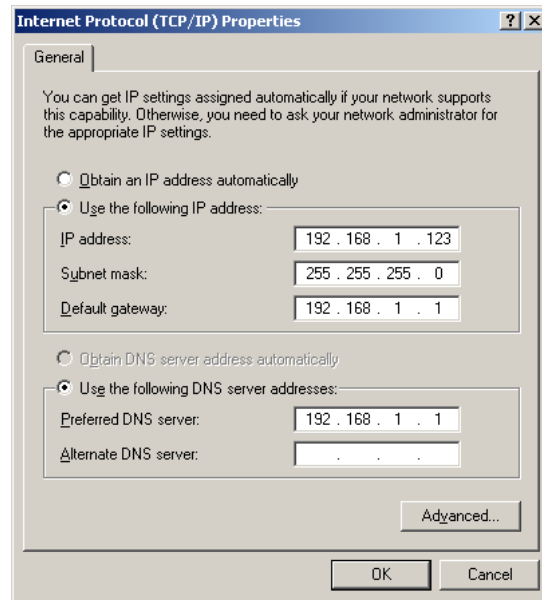 Internet Protocol (TCP/IP) Properties
General
You can get IP settings assigned automatically if your network supports
this capability. Otherwise, you need to ask your network administrator for
the appropriate IP settings.
Obtain an IP address automatically
Use the following IP address:
IP address: 192 . 168 . 1 . 123
Subnet mask: 255 . 255 . 255 . 0
Default gateway: 192 . 168 . 1 . 1
Obtain DNS server address automatically
Use the following DNS server addresses:
Preferred DNS server: 192 . 168 . 1 . 1
Alternate DNS server: . . .
Advanced...
OK Cancel